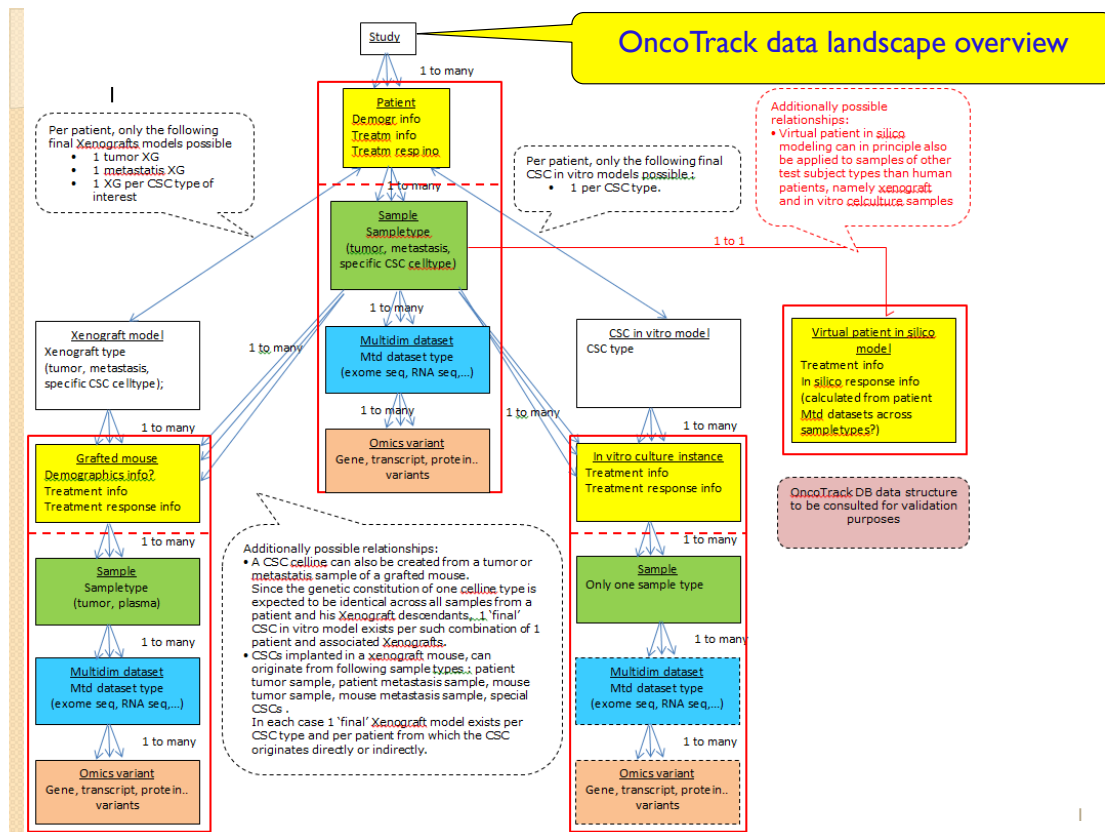 Study
OncoTrack data landscape overview
1 to many
|
Patient
Demogr info
Treatm info
Treatm resp ino
Per patient, only the following
final Xenografts models possible
• 1 tumor XG
• 1 metastatis XG
• 1 XG per CSC type of
interest
Per patient, only the following final
CSC in vitro models possible :
• 1 per CSC type.
Additionally possible
relationships:
• Virtual patient in silico
modeling can in principle also
be applied to samples of other
test subject types than human
patients, namely xenograft
and in vitro celculture samples
1 to many
Sample
Sampletype
(tumor, metastasis,
specific CSC celltype)
1 to 1
1 to many
Xenograft model
Xenograft type
(tumor, metastasis,
specific CSC celltype);
1 to many
Multidim dataset
Mtd dataset type
(exome seq, RNA seq,...)
CSC in vitro model
CSC type
Virtual patient in silico
model
Treatment info
In silico response info
(calculated from patient
Mtd datasets across
sampletypes?)
1 to many
1 to many
1 to many
1 to many
Omics variant
Gene, transcript, protein..
variants
Grafted mouse
Demographics info?
Treatment info
Treatment response info
In vitro culture instance
Treatment info
Treatment response info
OncoTrack DB data structure
to be consulted for validation
purposes
1 to many
1 to many
Additionally possible relationships:
• A CSC celline can also be created from a tumor or
metastatis sample of a grafted mouse.
Since the genetic constitution of one celline type is
expected to be identical across all samples from a
patient and his Xenograft descendants, 1 'final'
CSC in vitro model exists per such combination of 1
patient and associated Xenografts.
• CSCs implanted in a xenograft mouse, can
originate from following sample types : patient
tumor sample, patient metastasis sample, mouse
tumor sample, mouse metastasis sample, special
CSCs .
In each case 1 'final' Xenograft model exists per
CSC type and per patient from which the CSC
originates directly or indirectly.
Sample
Sampletype
(tumor, plasma)
Sample
Only one sample type
1 to many
1 to many
Multidim dataset
Mtd dataset type
(exome seq, RNA seq,...)
Multidim dataset
Mtd dataset type
(exome seq, RNA seq,...)
1 to many
1 to many
Omics variant
Gene, transcript, protein..
variants
Omics variant
Gene, transcript, protein..
variants
I